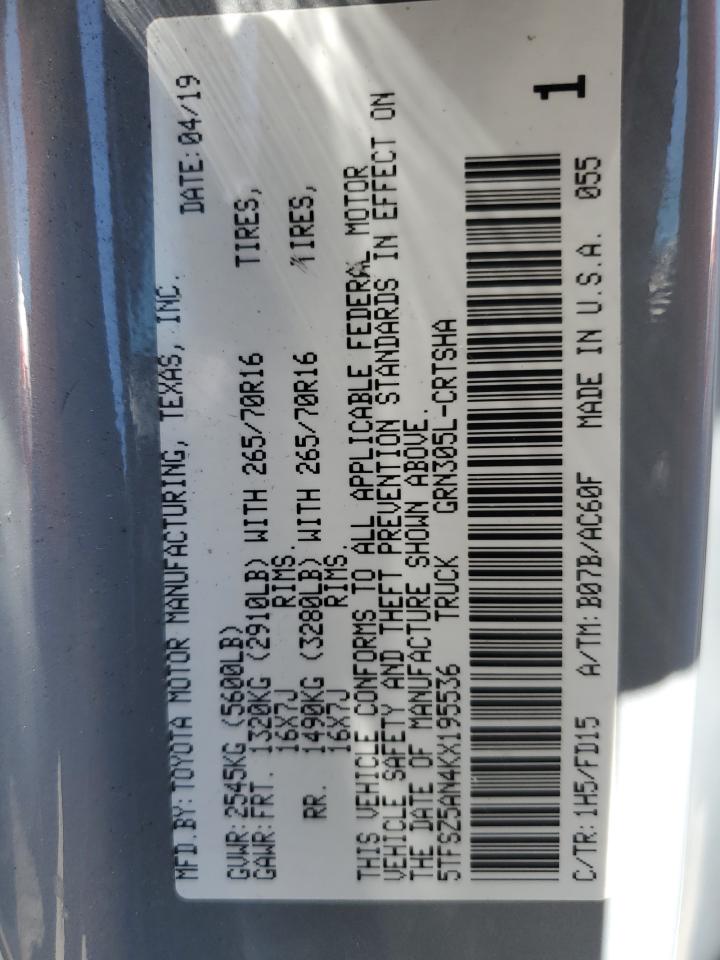 MFD.BY:TOYOTA MOTOR MANUFACTURING, TEXAS, INC. DATE:04/19
GVWR:2545KG (5600LB)
GAWR:FRT. 1320KG (2910LB) WITH 265/70R16 TIRES,
16X7J RIMS.
RR. 1490KG (3280LB) WITH 265/70R16 TIRES,
16X7J RIMS.
THIS VEHICLE CONFORMS TO ALL APPLICABLE FEDERAL MOTOR
VEHICLE SAFETY AND THEFT PREVENTION STANDARDS IN EFFECT ON
THE DATE OF MANUFACTURE SHOWN ABOVE.
5TFSZ5AN4KX195536 TRUCK GRN305L-CRTSHA
1
C/TR:1H5/FD15 A/TM:B07B/AC60F MADE IN U.S.A. 055